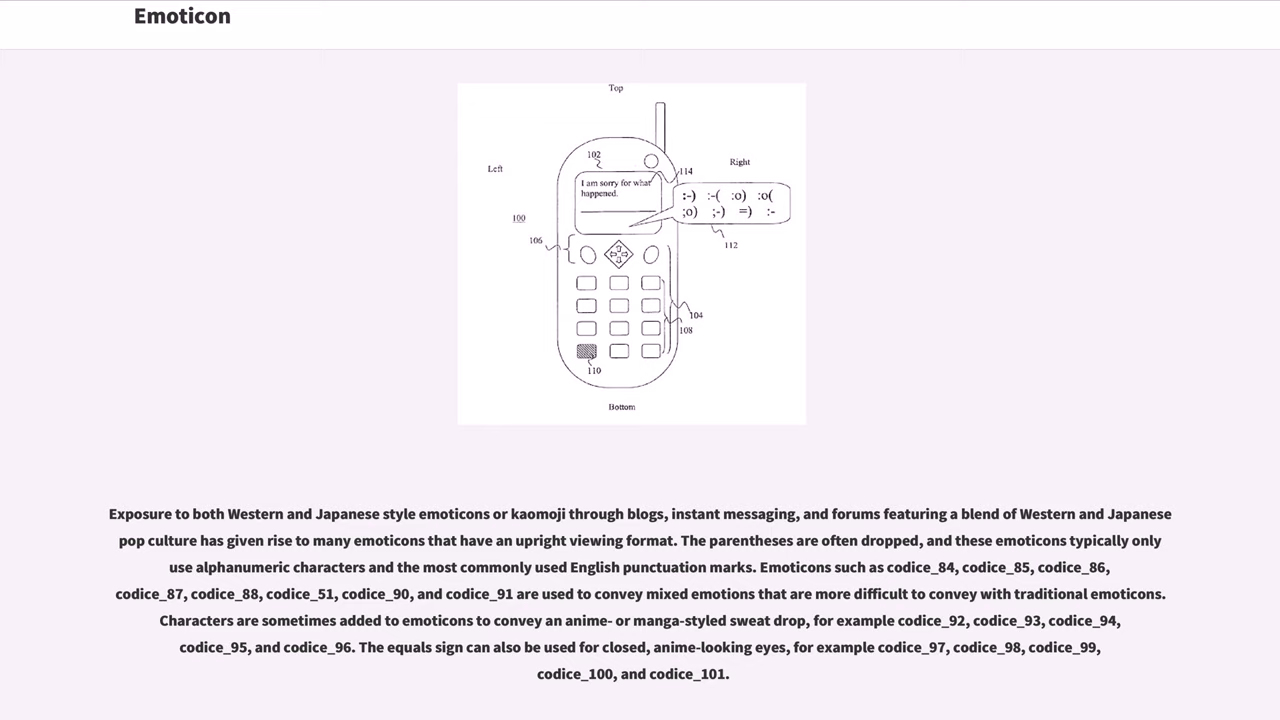 Emoticon
Top
Left
Right
102
114
I am sorry for what
happened.
:-) :-( :o) :o(
;o) ;-) =) :-
100
106
112
104
108
110
Bottom
Exposure to both Western and Japanese style emoticons or kaomoji through blogs, instant messaging, and forums featuring a blend of Western and Japanese
pop culture has given rise to many emoticons that have an upright viewing format. The parentheses are often dropped, and these emoticons typically only
use alphanumeric characters and the most commonly used English punctuation marks. Emoticons such as codice_84, codice_85, codice_86,
codice_87, codice_88, codice_51, codice_90, and codice_91 are used to convey mixed emotions that are more difficult to convey with traditional emoticons.
Characters are sometimes added to emoticons to convey an anime- or manga-styled sweat drop, for example codice_92, codice_93, codice_94,
codice_95, and codice_96. The equals sign can also be used for closed, anime-looking eyes, for example codice_97, codice_98, codice_99,
codice_100, and codice_101.